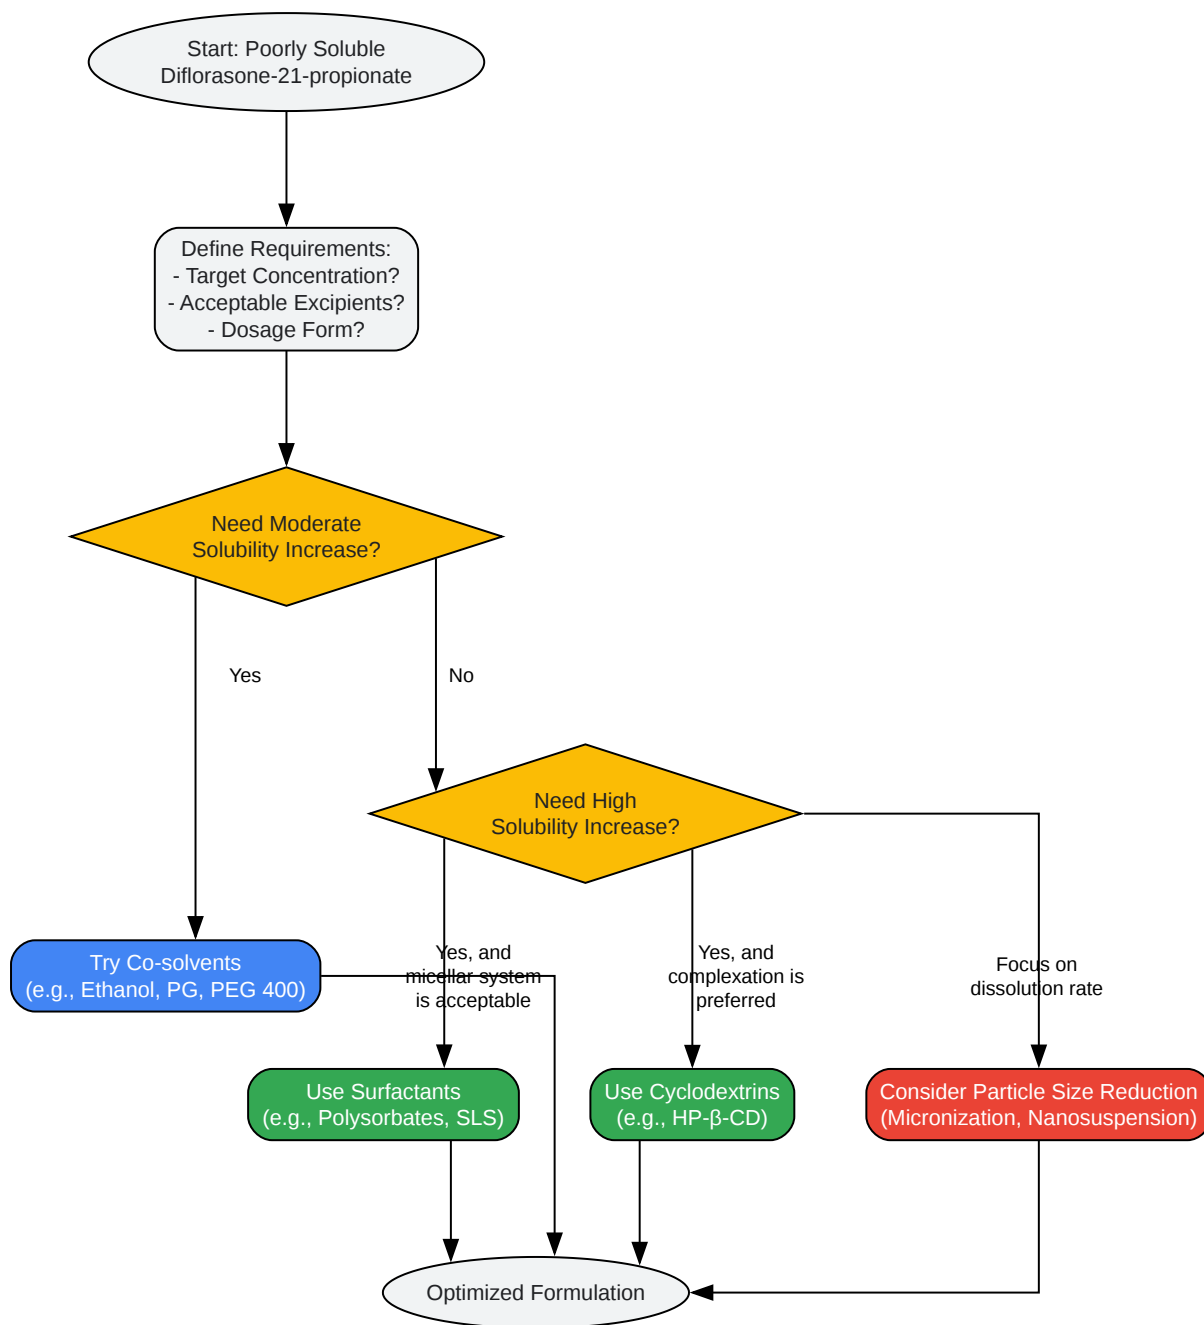 Start: Poorly Soluble
Diflorasone-21-propionate
Define Requirements:
- Target Concentration?
- Acceptable Excipients?
- Dosage Form?
Need Moderate
Solubility Increase?
Yes
No
Need High
Solubility Increase?
Try Co-solvents
(e.g., Ethanol, PG, PEG 400)
Yes, and
micellar system
is acceptable
Yes, and
complexation is
preferred
Focus on
dissolution rate
Use Surfactants
(e.g., Polysorbates, SLS)
Use Cyclodextrins
(e.g., HP-β-CD)
Consider Particle Size Reduction
(Micronization, Nanosuspension)
Optimized Formulation